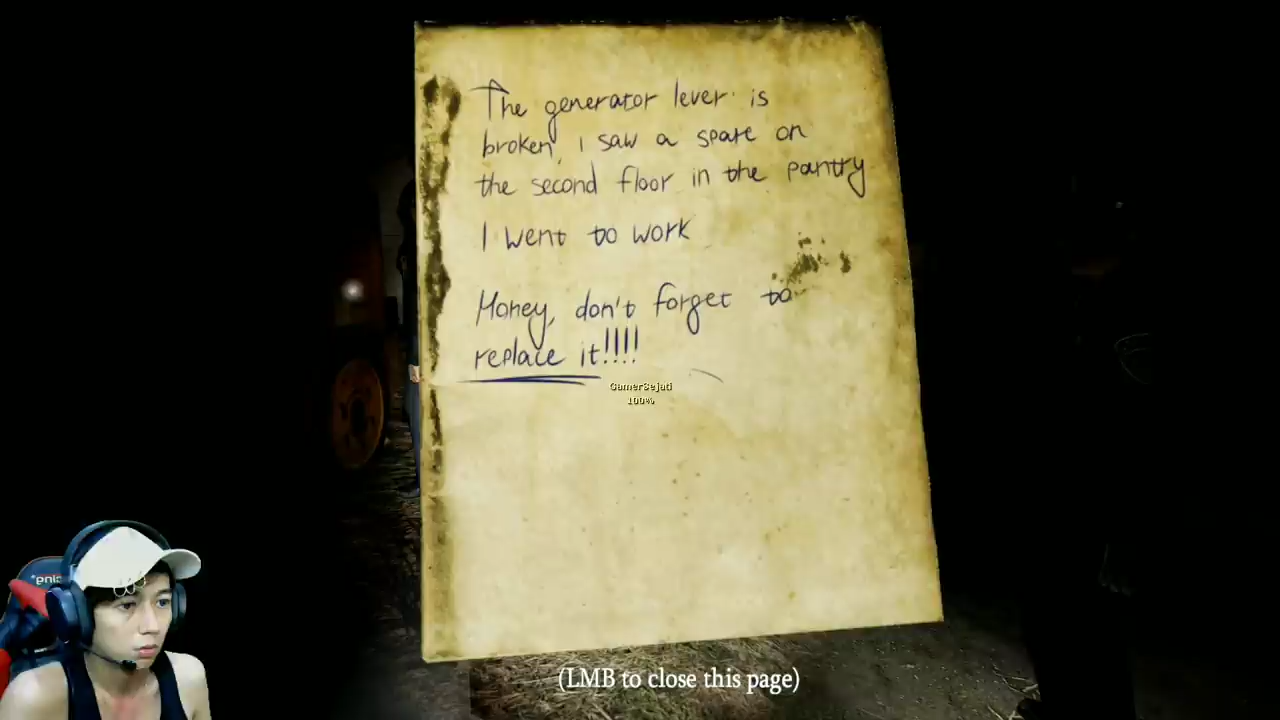 The generator lever is
broken, I saw a spare on
the second floor in the pantry
I went to work
Honey, don't forget to
replace it!!!!
GamerSejati
100%
(LMB to close this page)